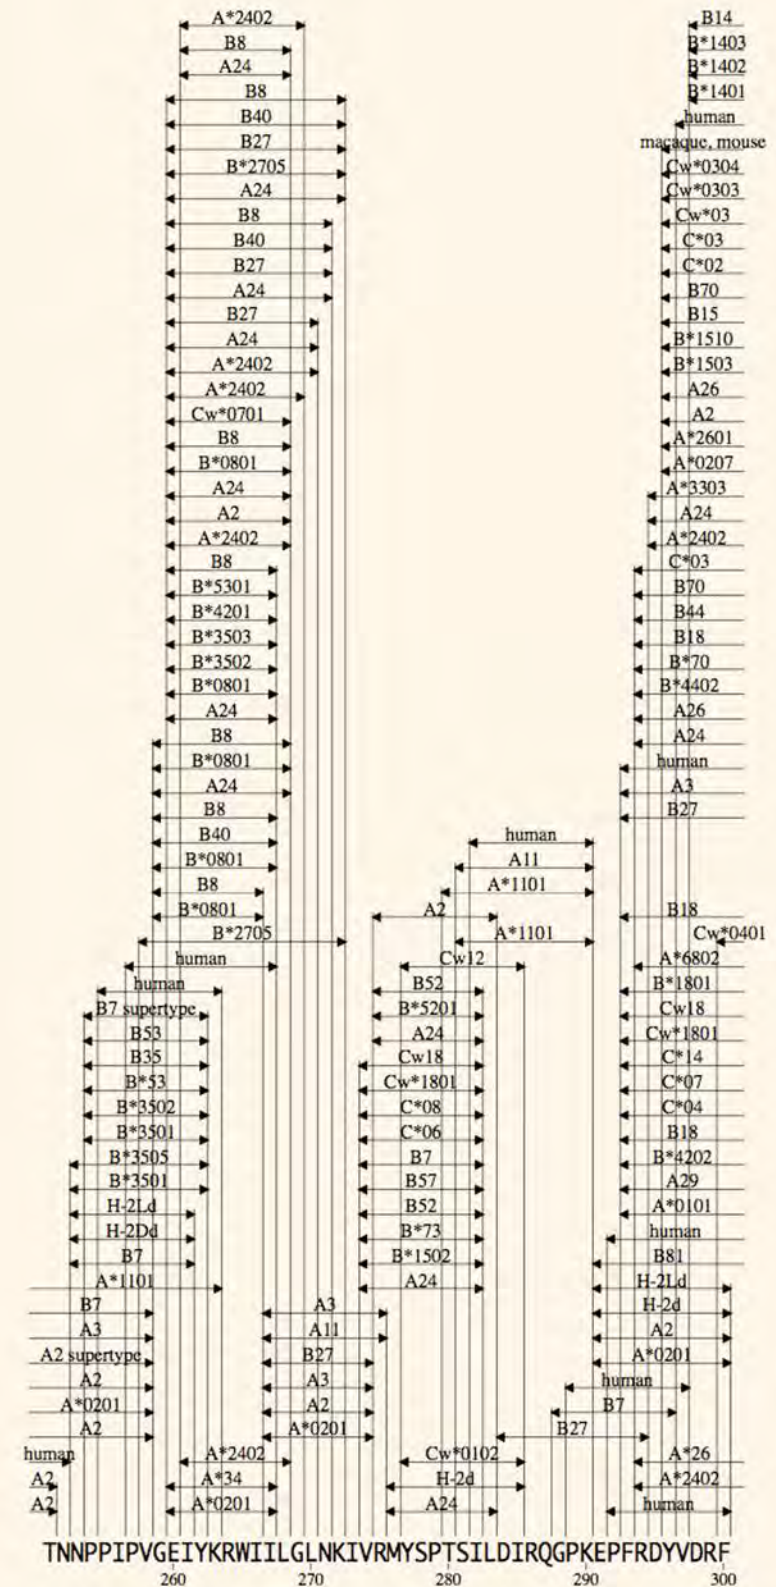 A*2402 B14
B8 B*1403
A24 B*1402
B8 B*1401
B40 human
B27 macaque, mouse
B*2705 Cw*0304
A24 Cw*0303
B8 Cw*03
B40 C*03
B27 C*02
A24 B70
B27 B15
A24 B*1510
A*2402 B*1503
A*2402 A26
Cw*0701 A2
B8 A*2601
B*0801 A*0207
A24 A*3303
A2 A24
A*2402 A*2402
B8 C*03
B*5301 B70
B*4201 B44
B*3503 B18
B*3502 B*70
B*0801 B*4402
A24 A26
B8 A24
B*0801 human
A24 A3
B8 B27
B40 human
B*0801 A11
B8 A*1101
B*0801 A2 B18
B*2705 A*1101 Cw*0401
human Cw12 A*6802
human B52 B*1801
B7 supertype B*5201 Cw18
B53 A24 Cw*1801
B35 Cw18 C*14
B*53 Cw*1801 C*07
B*3502 C*08 C*04
B*3501 C*06 B18
B*3505 B7 B*4202
B*3501 B57 A29
H-2Ld B52 A*0101
H-2Dd B*73 human
B7 B*1502 B81
A*1101 A24 H-2Ld
B7 A3 H-2d
A3 A11 A2
A2 supertype B27 A*0201
A2 A3 human
A*0201 A2 B7
A2 A*0201 B27
human A*2402 Cw*0102 A*26
A2 A*34 H-2d A*2402
A2 A*0201 A24 human
TNNPPIPVGEIYKRWIILGLNKIVRMYSPTSILDIRQGPKEPFRDYVDRF
260 270 280 290 300